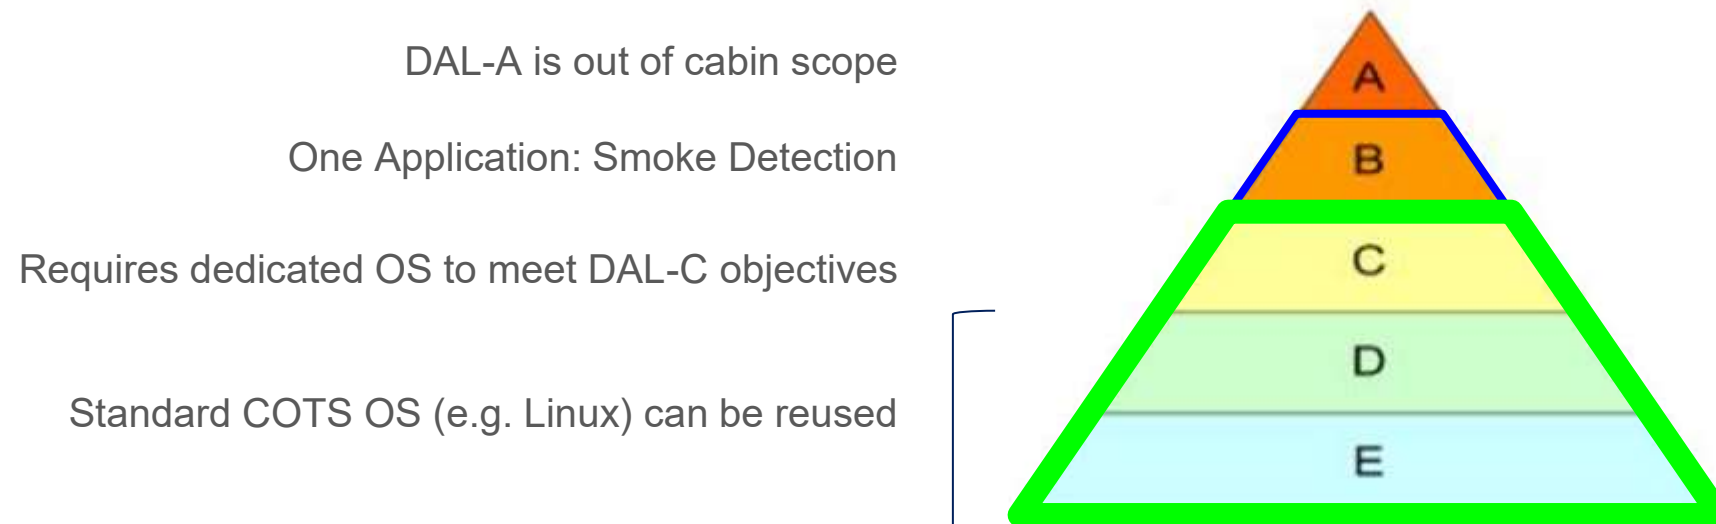 DAL-A is out of cabin scope
A
One Application: Smoke Detection
B
Requires dedicated OS to meet DAL-C objectives
C
D
Standard COTS OS (e.g. Linux) can be reused
E